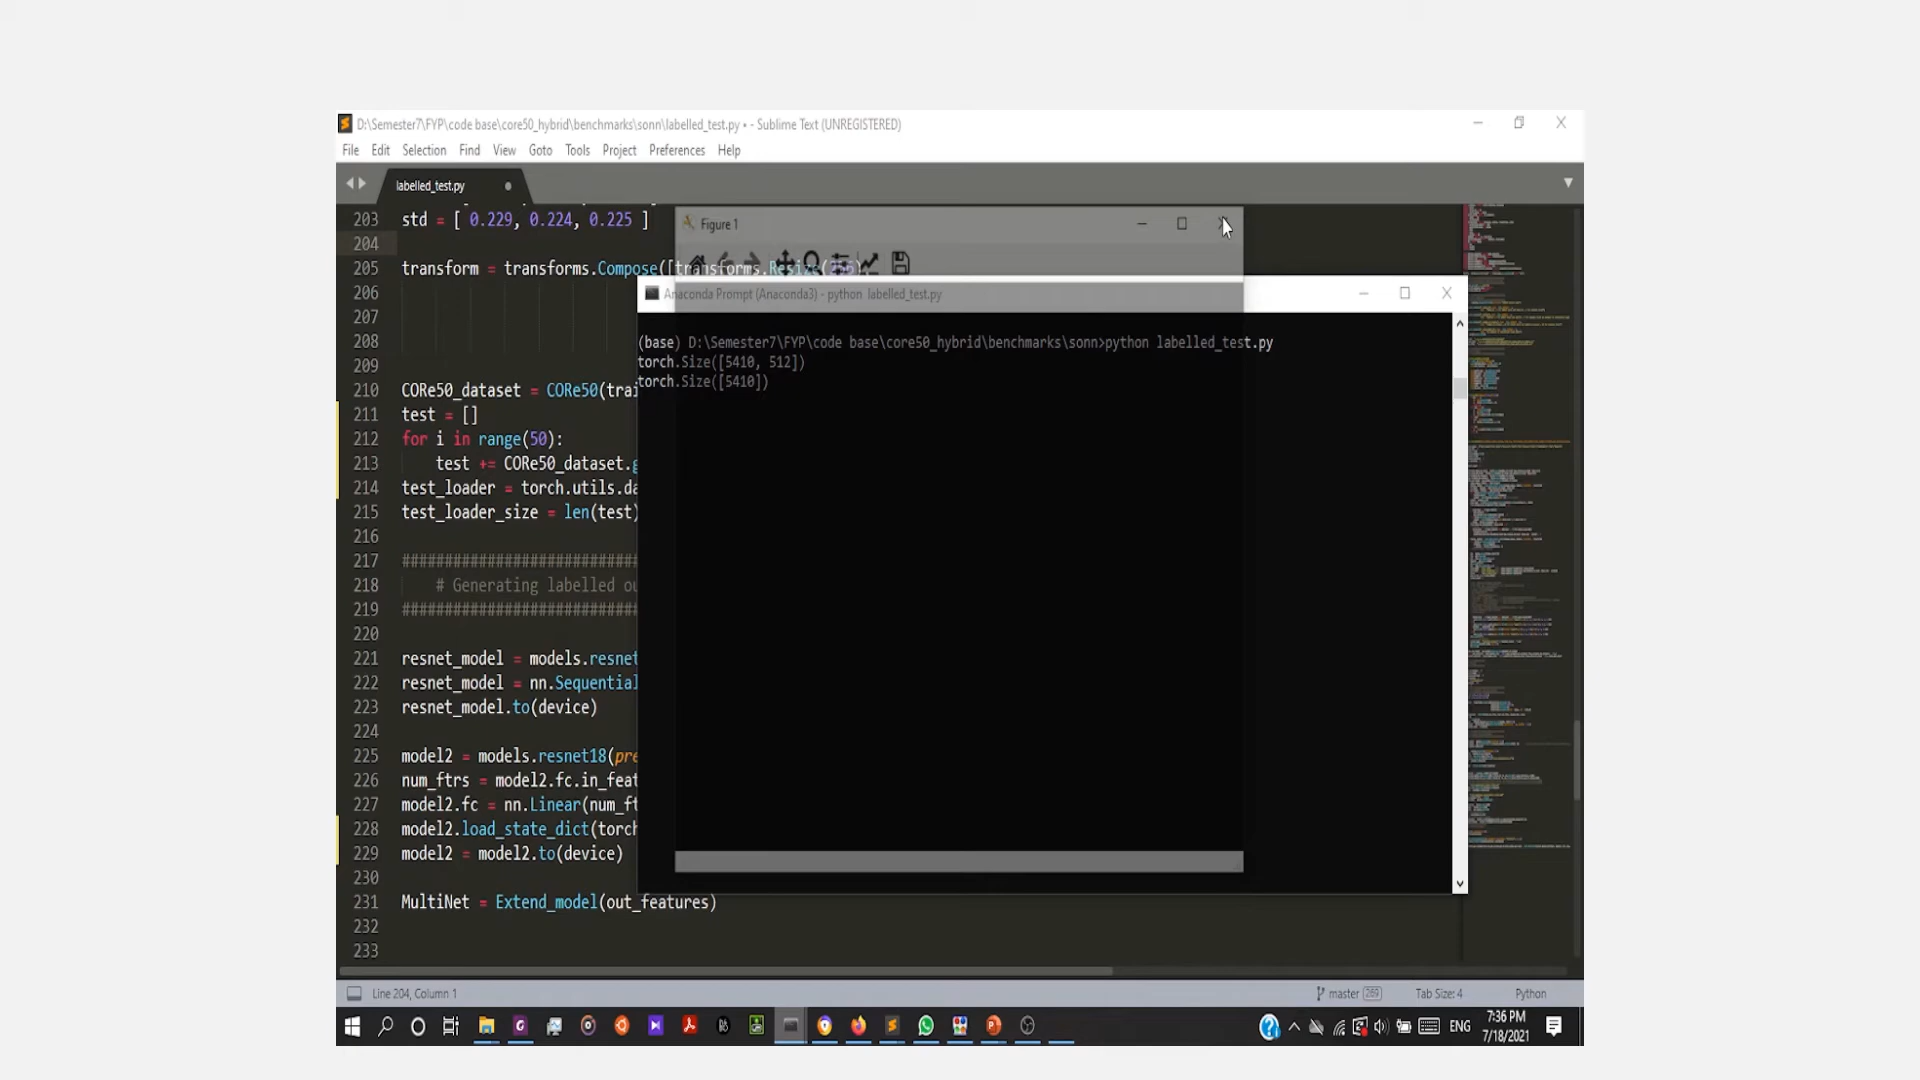 D:\Semester7\FYP\code base\core50_hybrid\benchmarks\sonn\labelled_test.py • - Sublime Text (UNREGISTERED)
File Edit Selection Find View Goto Tools Project Preferences Help
labelled_test.py
203 std = [ 0.229, 0.224, 0.225 ]
204
205 transform = transforms.Compose([transforms.Resize(
206
207
208
209
210 CORe50_dataset = CORe50(trai
211 test = []
212 for i in range(50):
213 test += CORe50_dataset.g
214 test_loader = torch.utils.da
215 test_loader_size = len(test)
216
217 ############################
218 # Generating labelled ou
219 ############################
220
221 resnet_model = models.resnet
222 resnet_model = nn.Sequential
223 resnet_model.to(device)
224
225 model2 = models.resnet18(pre
226 num_ftrs = model2.fc.in_feat
227 model2.fc = nn.Linear(num_ft
228 model2.load_state_dict(torch
229 model2 = model2.to(device)
230
231 MultiNet = Extend_model(out_features)
232
233
Figure 1
Anaconda Prompt (Anaconda3) - python labelled_test.py
(base) D:\Semester7\FYP\code base\core50_hybrid\benchmarks\sonn>python labelled_test.py
torch.Size([5410, 512])
torch.Size([5410])
Line 204, Column 1
master 269
Tab Size: 4
Python
ENG
7:36 PM
7/18/2021